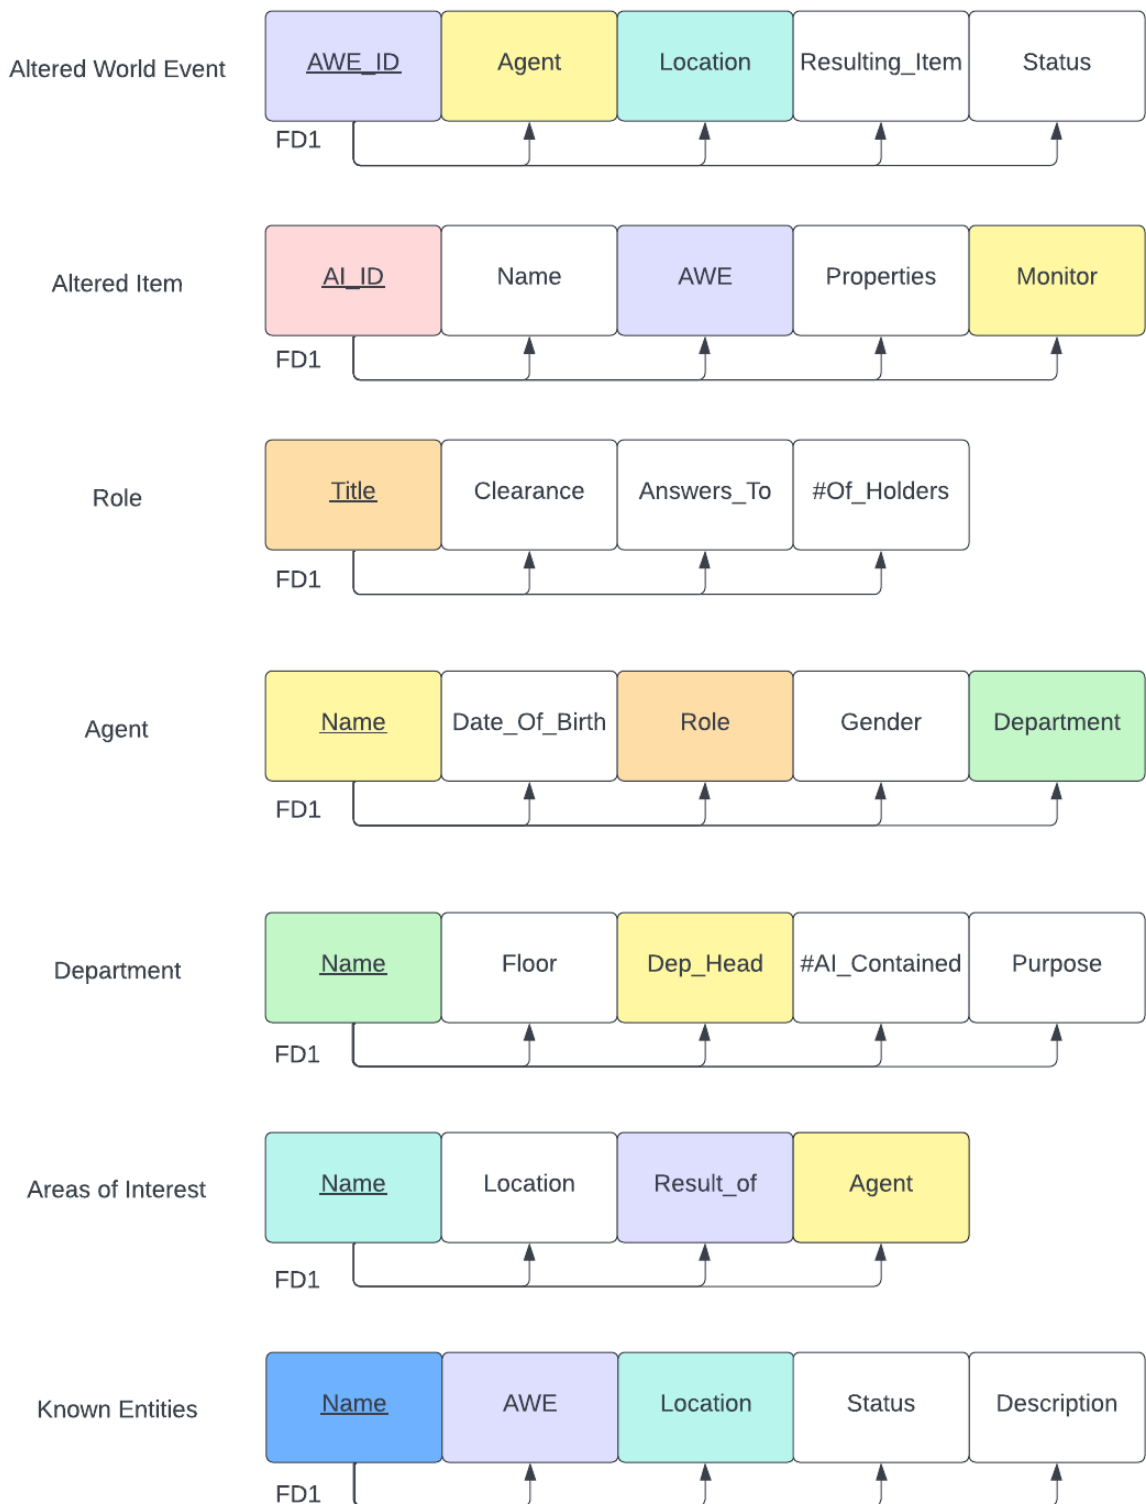 Altered World Event AWE_ID Agent Location Resulting_Item Status
FD1
Altered Item AI_ID Name AWE Properties Monitor
FD1
Role Title Clearance Answers_To #Of_Holders
FD1
Agent Name Date_Of_Birth Role Gender Department
FD1
Department Name Floor Dep_Head #AI_Contained Purpose
FD1
Areas of Interest Name Location Result_of Agent
FD1
Known Entities Name AWE Location Status Description
FD1